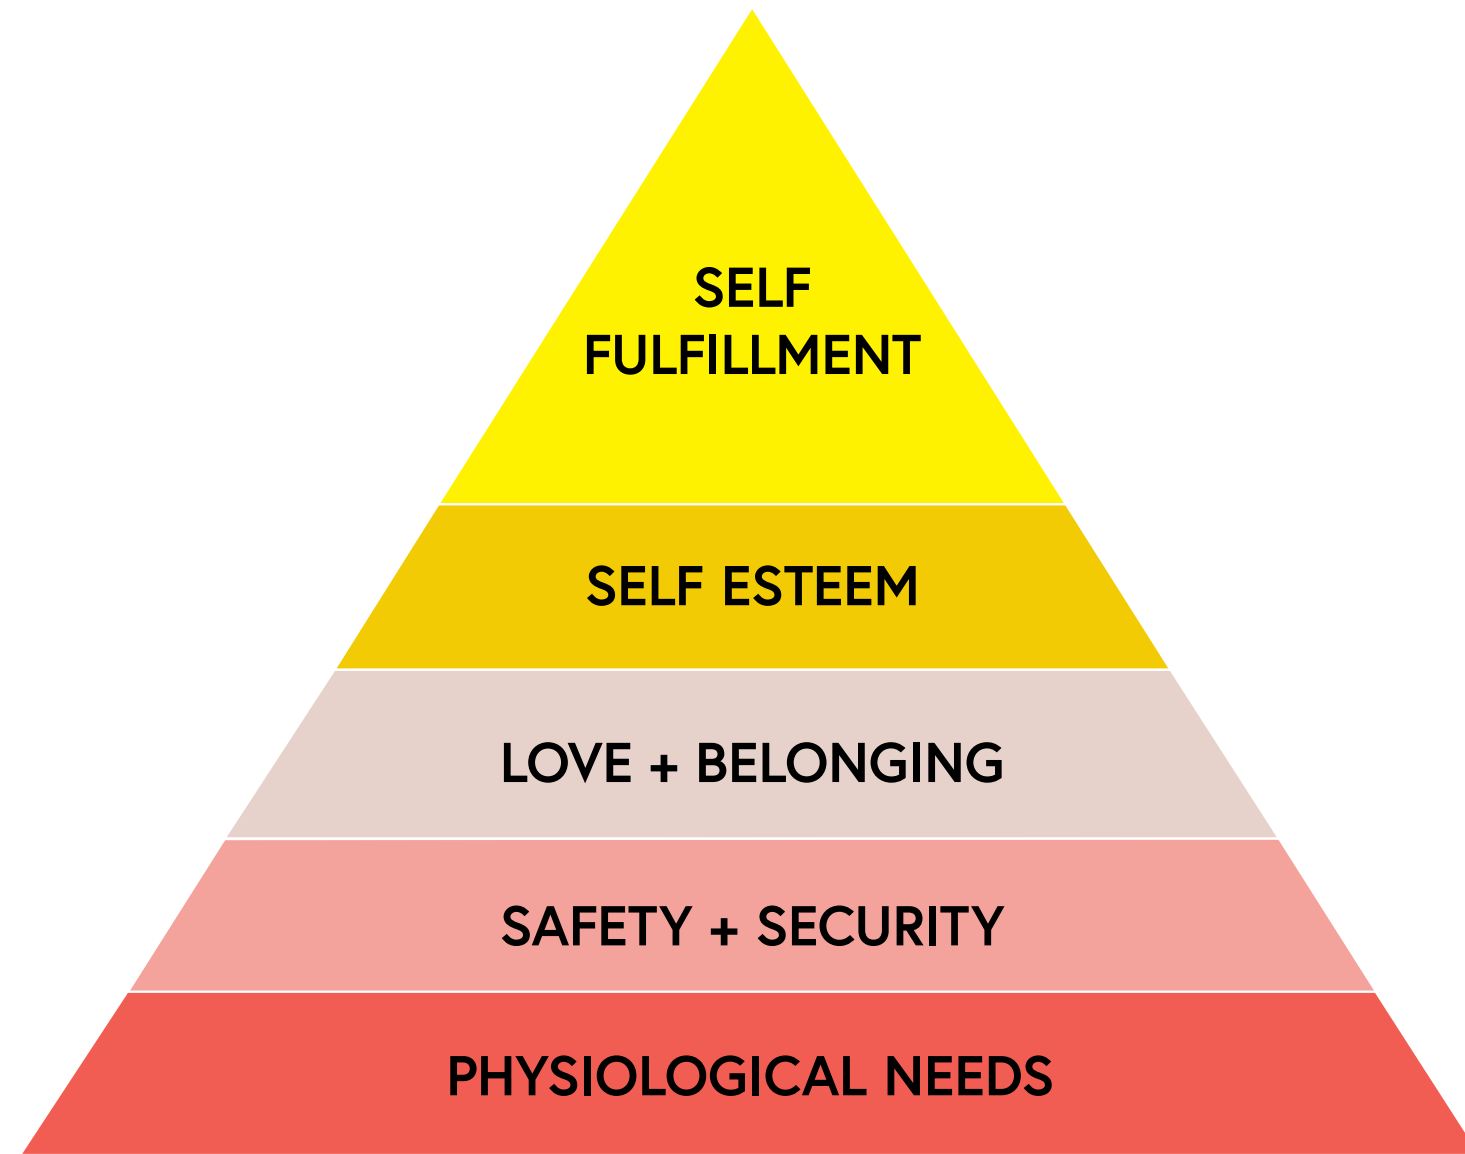 SELF
FULFILLMENT
SELF ESTEEM
LOVE + BELONGING
SAFETY + SECURITY
PHYSIOLOGICAL NEEDS